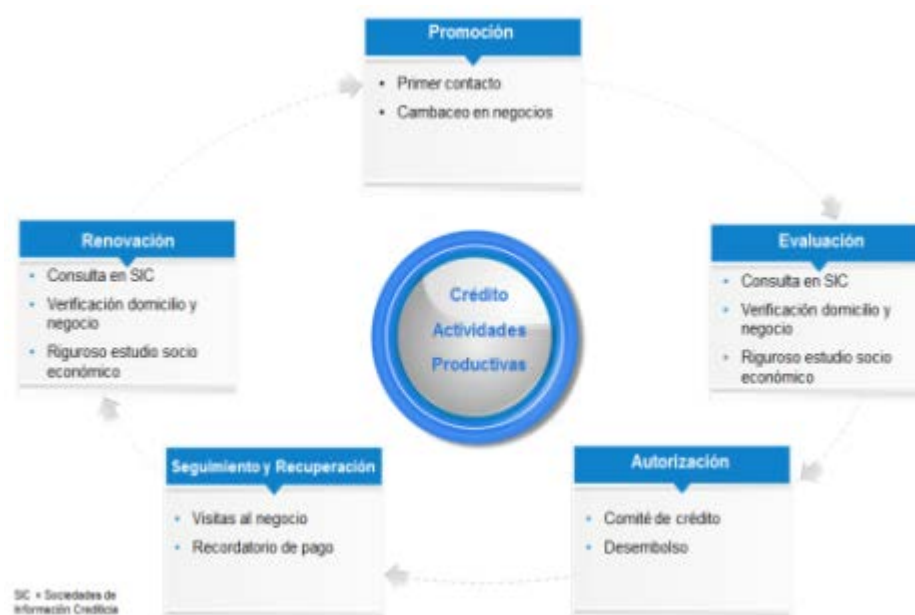 Promoción
• Primer contacto
• Cambaceo en negocios
Evaluación
• Consulta en SIC
• Verificación domicilio y
negocio
• Riguroso estudio socio
económico
Autorización
• Comité de crédito
• Desembolso
Seguimiento y Recuperación
• Visitas al negocio
• Recordatorio de pago
Renovación
• Consulta en SIC
• Verificación domicilio y
negocio
• Riguroso estudio socio
económico
Crédito
Actividades
Productivas
SIC = Sociedades de
Información Crediticia